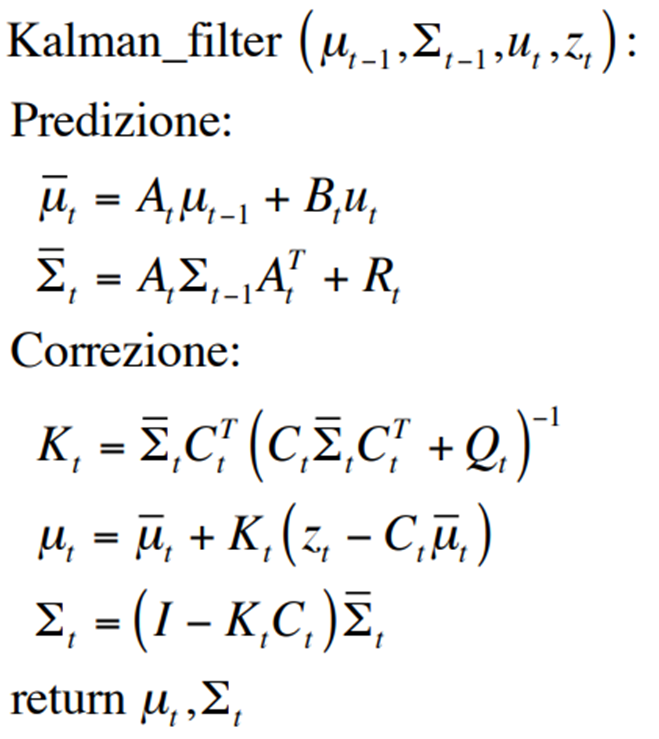 Kalman_filter (μ_{t−1}, Σ_{t−1}, u_t, z_t):
Predizione:
μ̅_t = A_t μ_{t−1} + B_t u_t
Σ̅_t = A_t Σ_{t−1} A_t^T + R_t
Correzione:
K_t = Σ̅_t C_t^T (C_t Σ̅_t C_t^T + Q_t)^{−1}
μ_t = μ̅_t + K_t (z_t − C_t μ̅_t)
Σ_t = (I − K_t C_t) Σ̅_t
return μ_t, Σ_t